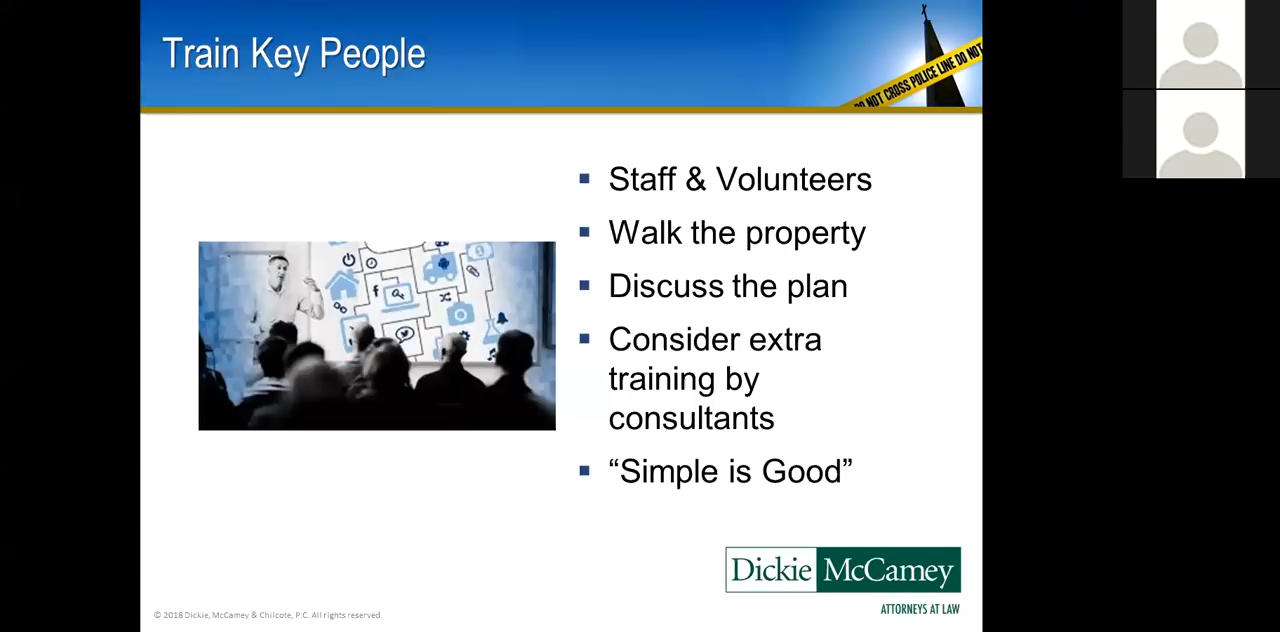 Train Key People
DO NOT CROSS POLICE LINE DO NOT
Staff & Volunteers
Walk the property
Discuss the plan
Consider extra
training by
consultants
“Simple is Good”
Dickie McCamey
ATTORNEYS AT LAW
© 2018 Dickie, McCamey & Chilcote, P.C. All rights reserved.